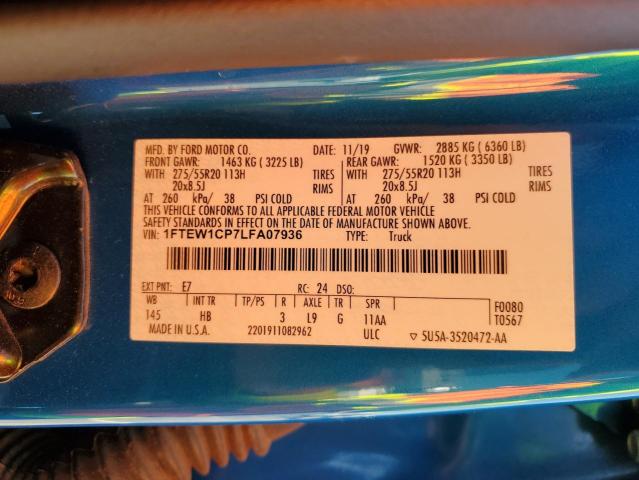 MFD. BY FORD MOTOR CO. DATE: 11/19 GVWR: 2885 KG ( 6360 LB)
FRONT GAWR: 1463 KG ( 3225 LB) REAR GAWR: 1520 KG ( 3350 LB)
WITH 275/55R20 113H TIRES WITH 275/55R20 113H TIRES
20x8.5J RIMS 20x8.5J RIMS
AT 260 kPa/ 38 PSI COLD AT 260 kPa/ 38 PSI COLD
THIS VEHICLE CONFORMS TO ALL APPLICABLE FEDERAL MOTOR VEHICLE
SAFETY STANDARDS IN EFFECT ON THE DATE OF MANUFACTURE SHOWN ABOVE.
VIN: 1FTEW1CP7LFA07936 TYPE: Truck
EXT PNT: E7 RC: 24 DSO:
WB INT TR TP/PS R AXLE TR SPR F0080
145 HB 3 L9 G 11AA T0567
MADE IN U.S.A. 2201911082962 ULC ▽ 5U5A-3520472-AA